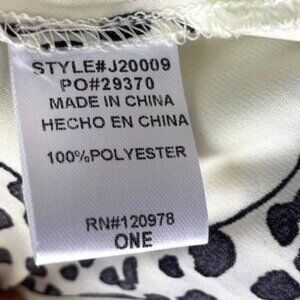 STYLE#J20009
PO#29370
MADE IN CHINA
HECHO EN CHINA
100%POLYESTER
RN#120978
ONE